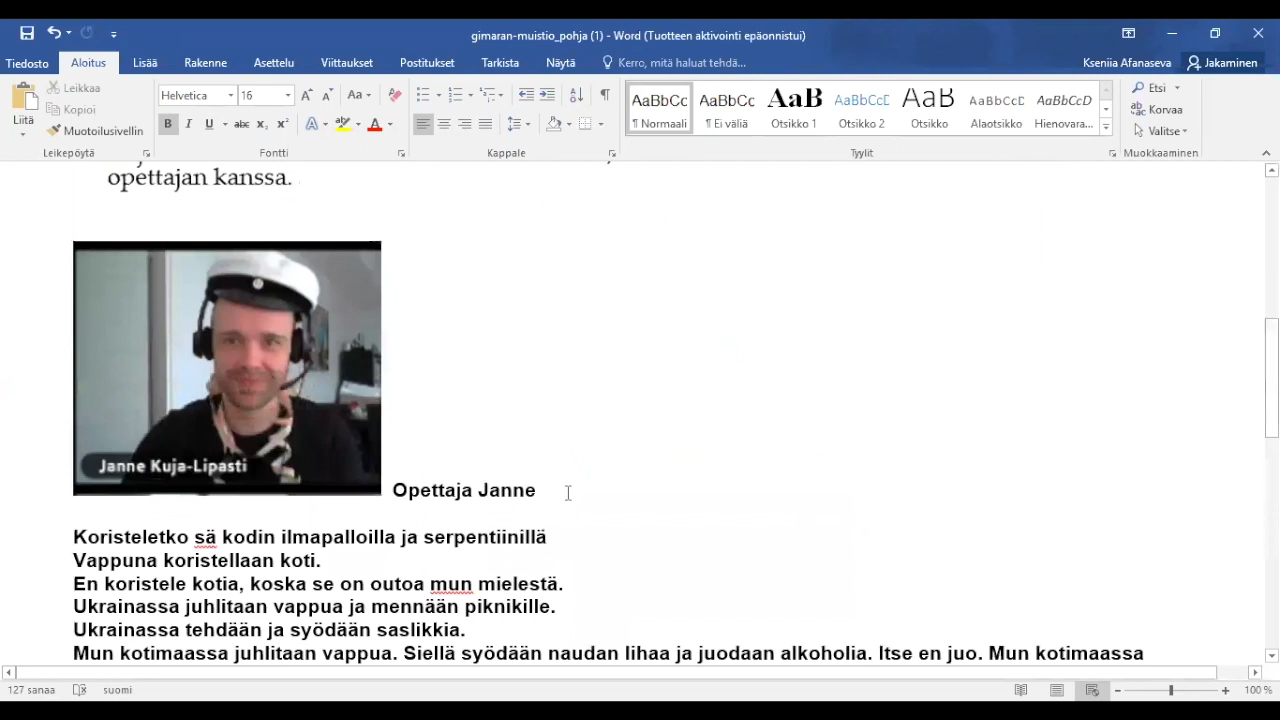 gimaran-muistio_pohja (1) - Word (Tuotteen aktivointi epäonnistui)
Tiedosto Aloitus Lisää Rakenne Asettelu Viittaukset Postitukset Tarkista Näytä Kerro, mitä haluat tehdä... Kseniia Afanaseva Jakaminen
Liitä
Leikkaa
Kopioi
Muotoilusivellin
Leikepöytä
Helvetica 16
Fontti
Kappale
AaBbCc AaBbCc AaB AaBbCcD AaB AaBbCcD AaBbCcD
¶ Normaali ¶ Ei väliä Otsikko 1 Otsikko 2 Otsikko Alaotsikko Hienovara...
Tyylit
Etsi
Korvaa
Valitse
Muokkaaminen
opettajan kanssa.
Janne Kuja-Lipasti
Opettaja Janne
Koristeletko sä kodin ilmapalloilla ja serpentiinillä
Vappuna koristellaan koti.
En koristele kotia, koska se on outoa mun mielestä.
Ukrainassa juhlitaan vappua ja mennään piknikille.
Ukrainassa tehdään ja syödään saslikkia.
Mun kotimaassa juhlitaan vappua. Siellä syödään naudan lihaa ja juodaan alkoholia. Itse en juo. Mun kotimaassa
127 sanaa suomi 100 %